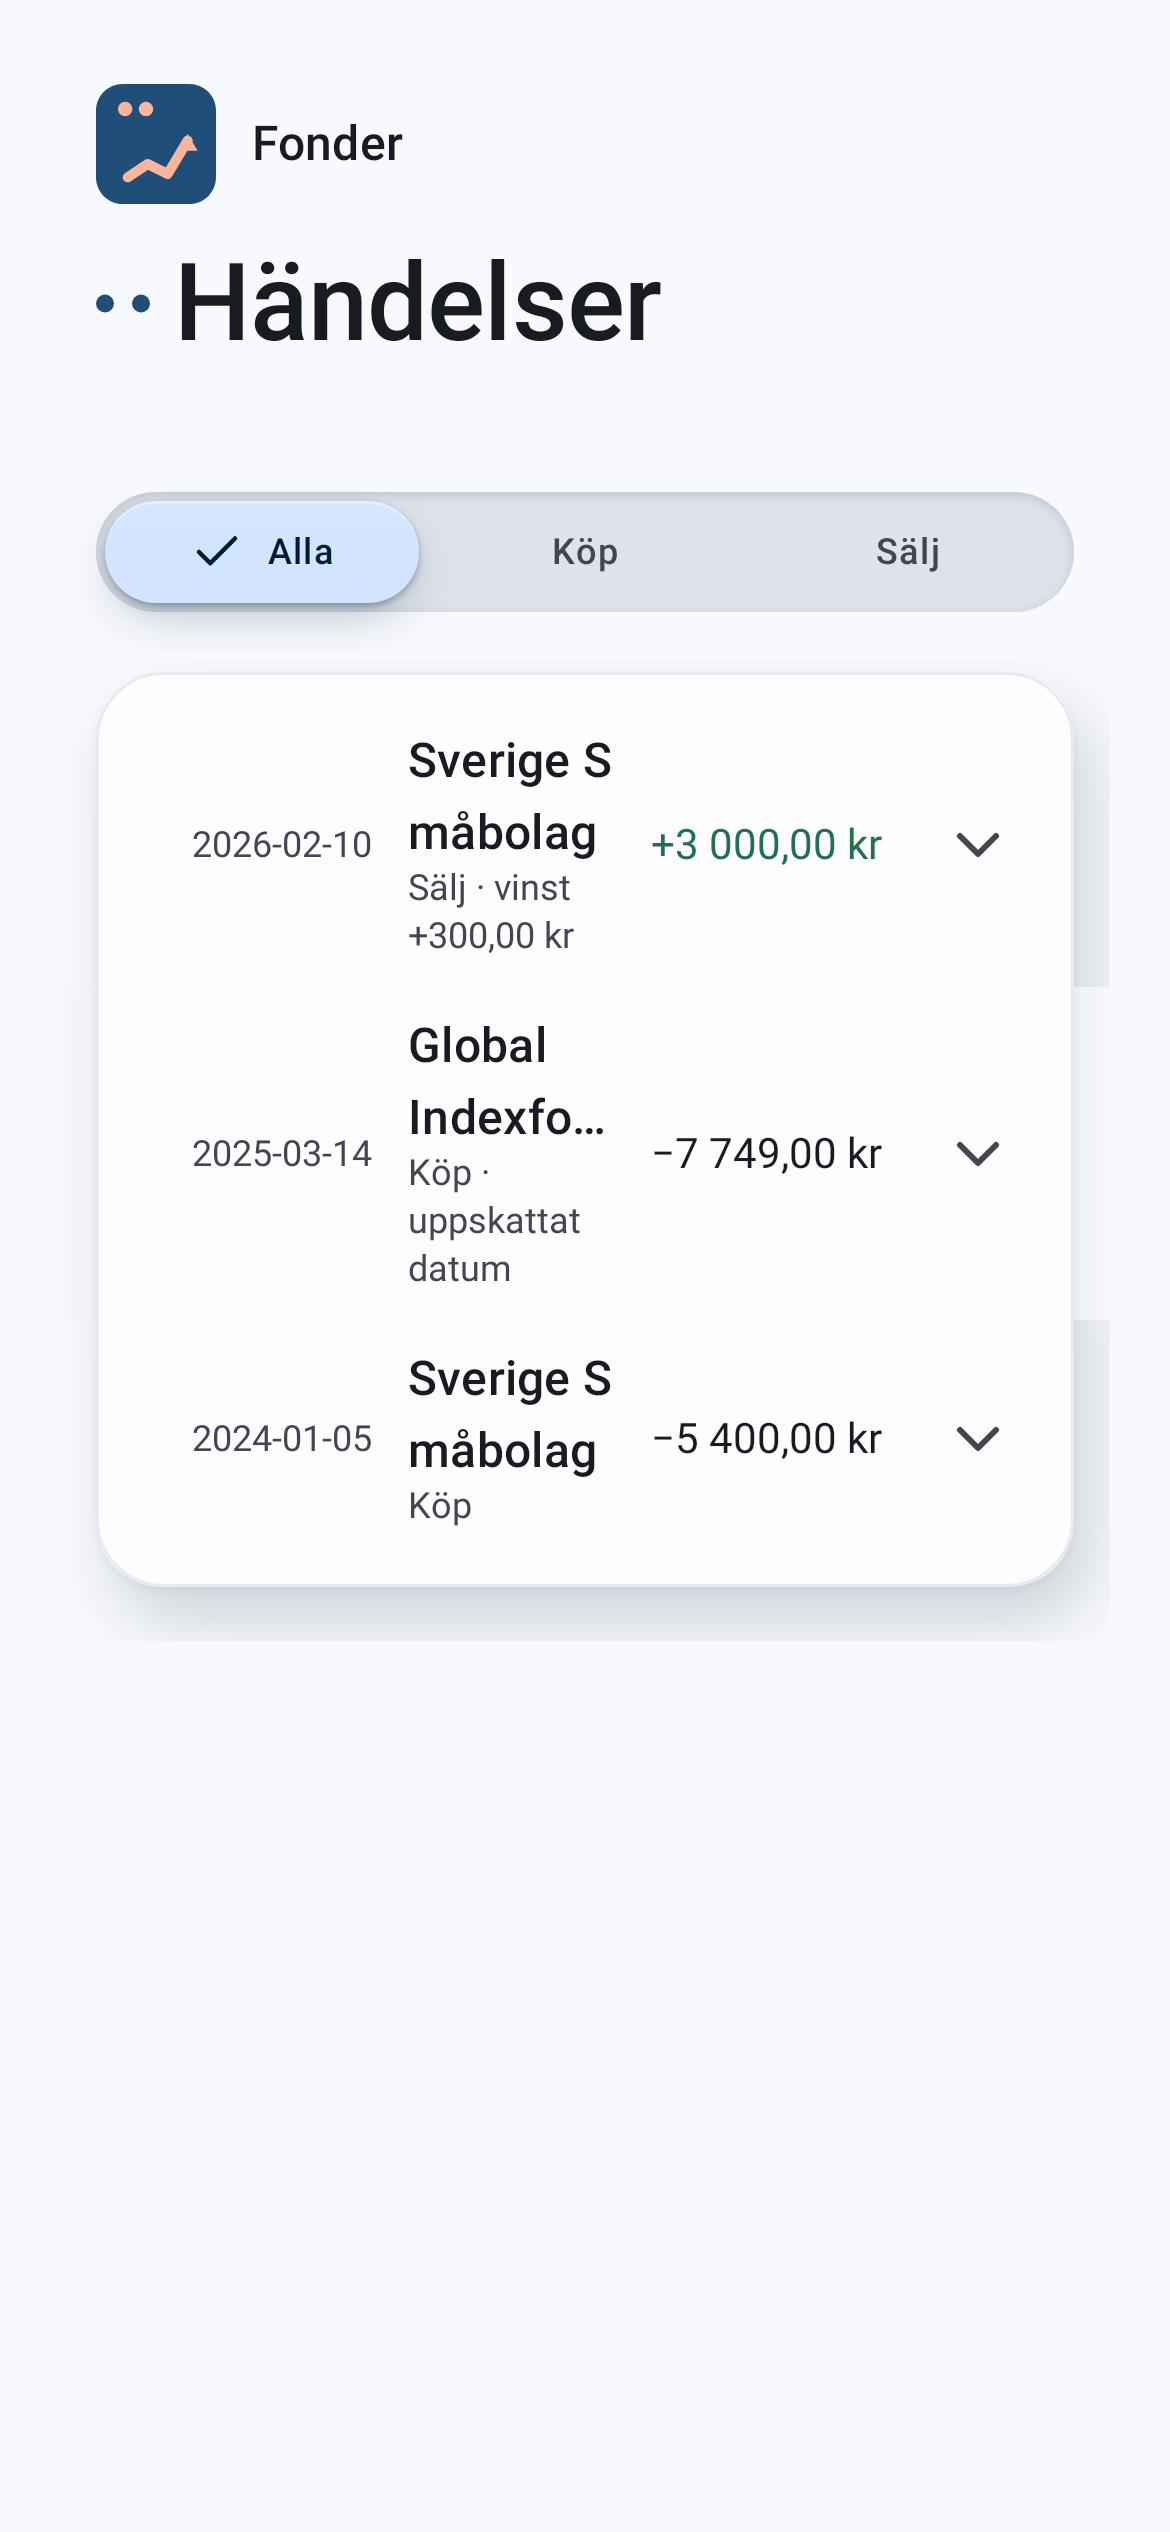 Fonder
Händelser
Alla
Köp
Sälj
2026-02-10
Sverige S
måbolag
Sälj · vinst
+300,00 kr
+3 000,00 kr
2025-03-14
Global
Indexfo…
Köp ·
uppskattat
datum
−7 749,00 kr
2024-01-05
Sverige S
måbolag
Köp
−5 400,00 kr